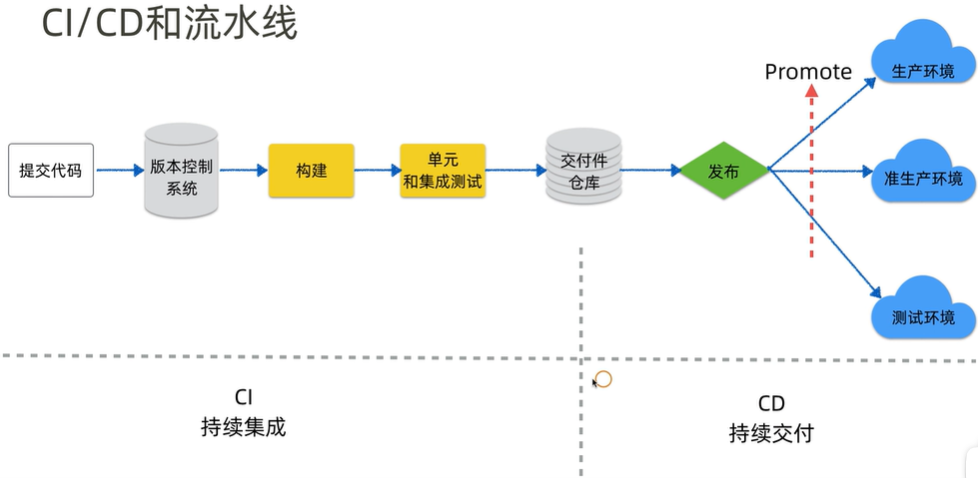 CI/CD和流水线
Promote
生产环境
提交代码
版本控制
系统
构建
单元
和集成测试
交付件
仓库
发布
准生产环境
测试环境
CI
持续集成
CD
持续交付